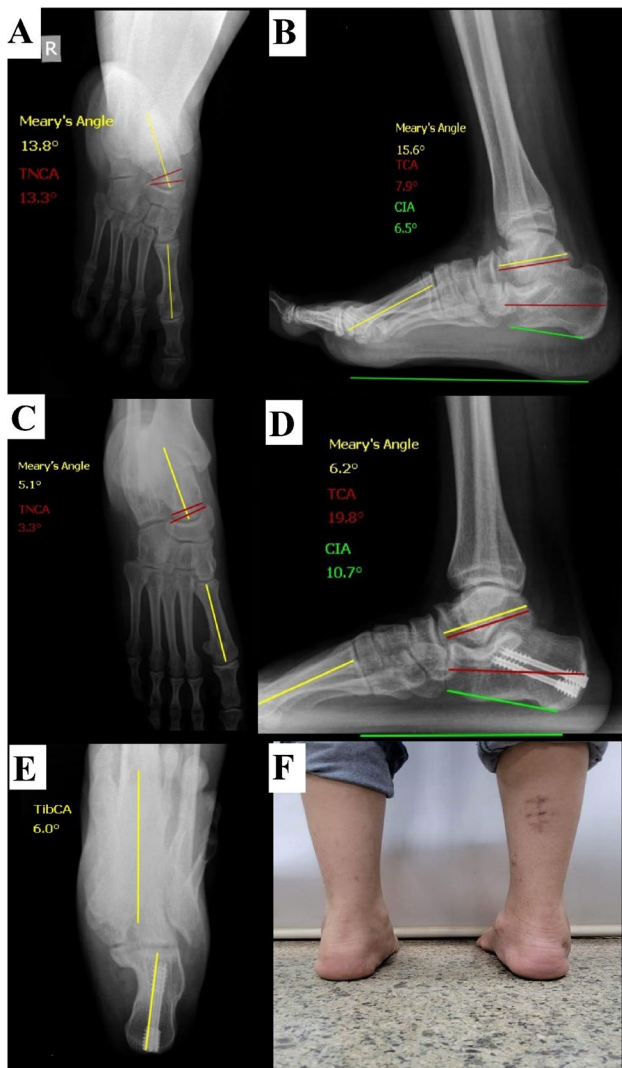 A
R
Meary's Angle
13.8°
TNCA
13.3°
B
Meary's Angle
15.6°
TCA
7.9°
CIA
6.5°
C
Meary's Angle
5.1°
TNCA
3.3°
D
Meary's Angle
6.2°
TCA
19.8°
CIA
10.7°
E
TibCA
6.0°
F